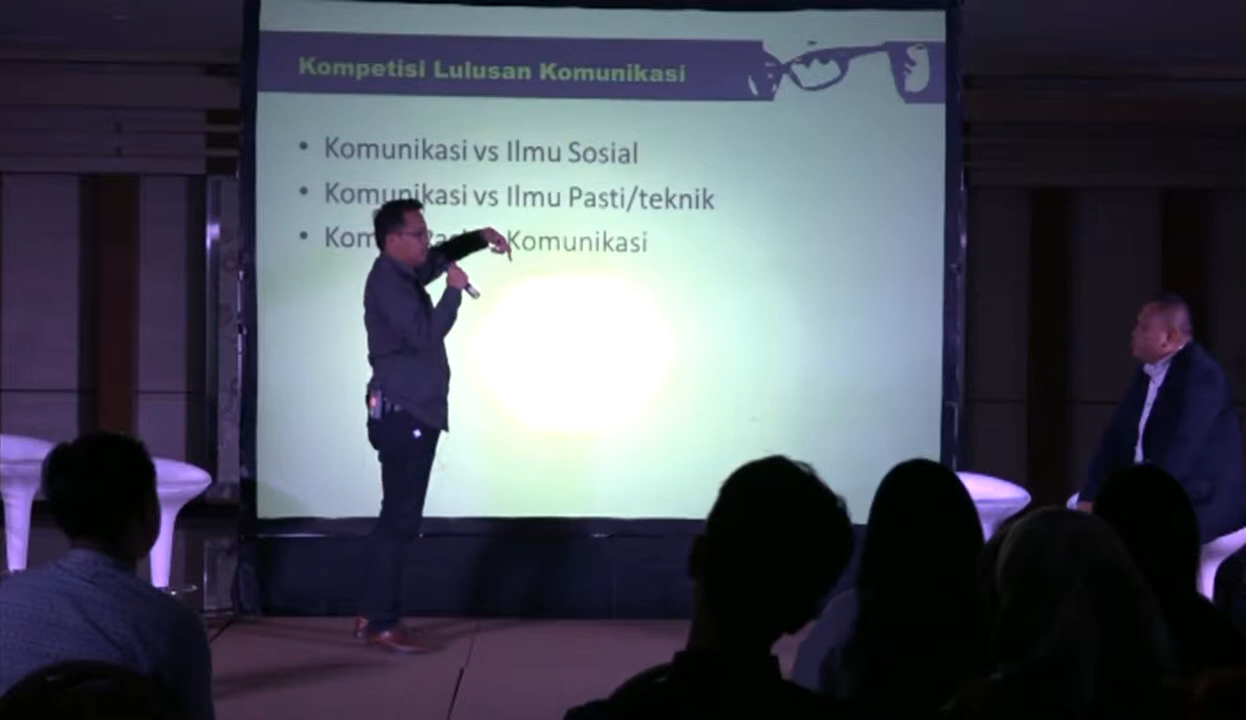 Kompetisi Lulusan Komunikasi
• Komunikasi vs Ilmu Sosial
• Komunikasi vs Ilmu Pasti/teknik
• Komunikasi